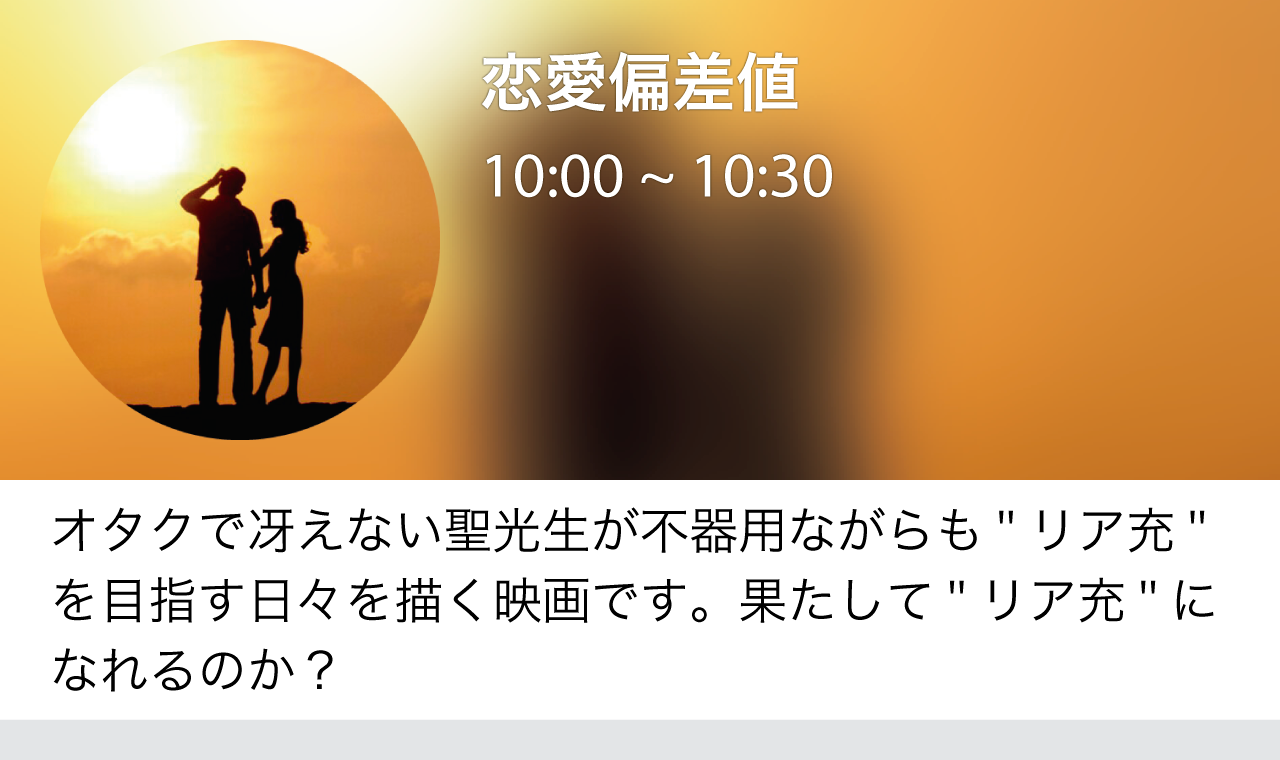 恋愛偏差値
10:00 ~ 10:30
オタクで冴えない聖光生が不器用ながらも " リア充 "
を目指す日々を描く映画です。果たして " リア充 " に
なれるのか？